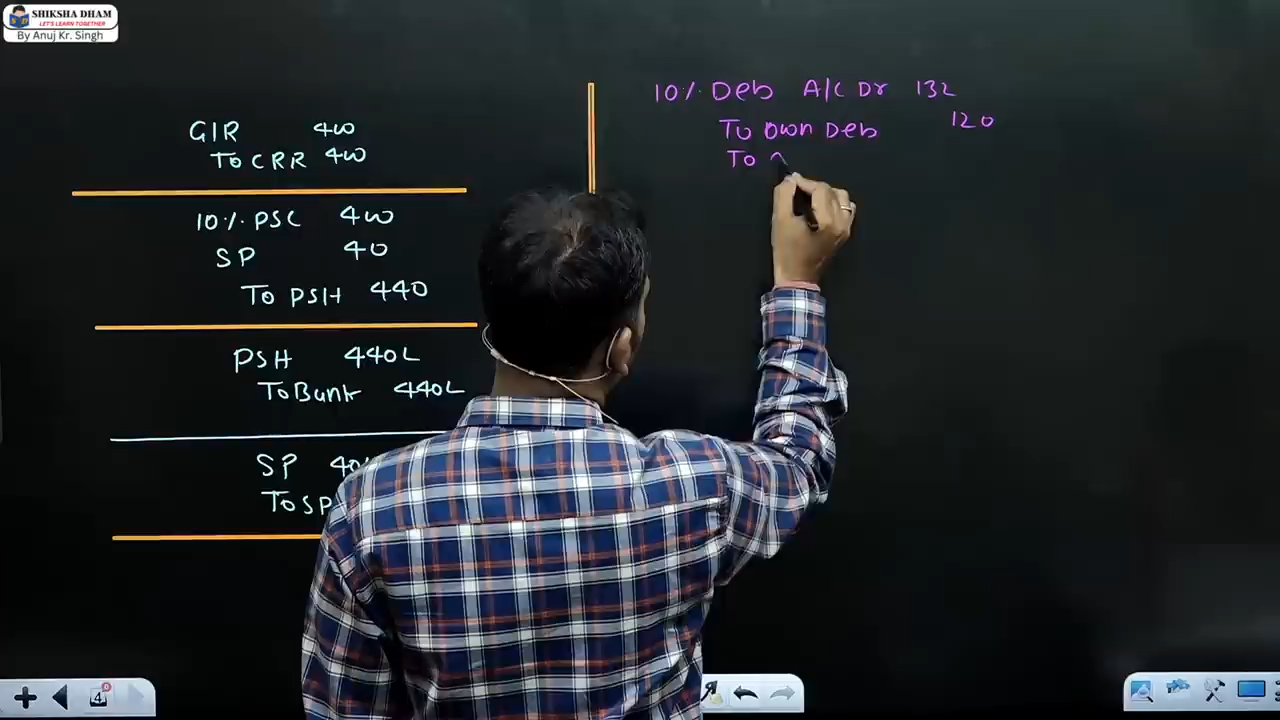 SHIKSHA DHAM
LET'S LEARN TOGETHER
By Anuj Kr. Singh
GIR 400
To CRR 400
10% PSC 400
SP 40
To PSH 440
PSH 440L
To Bank 440L
SP 40
To SP
10% Deb A/C Dr 132
To own Deb 120
To
4